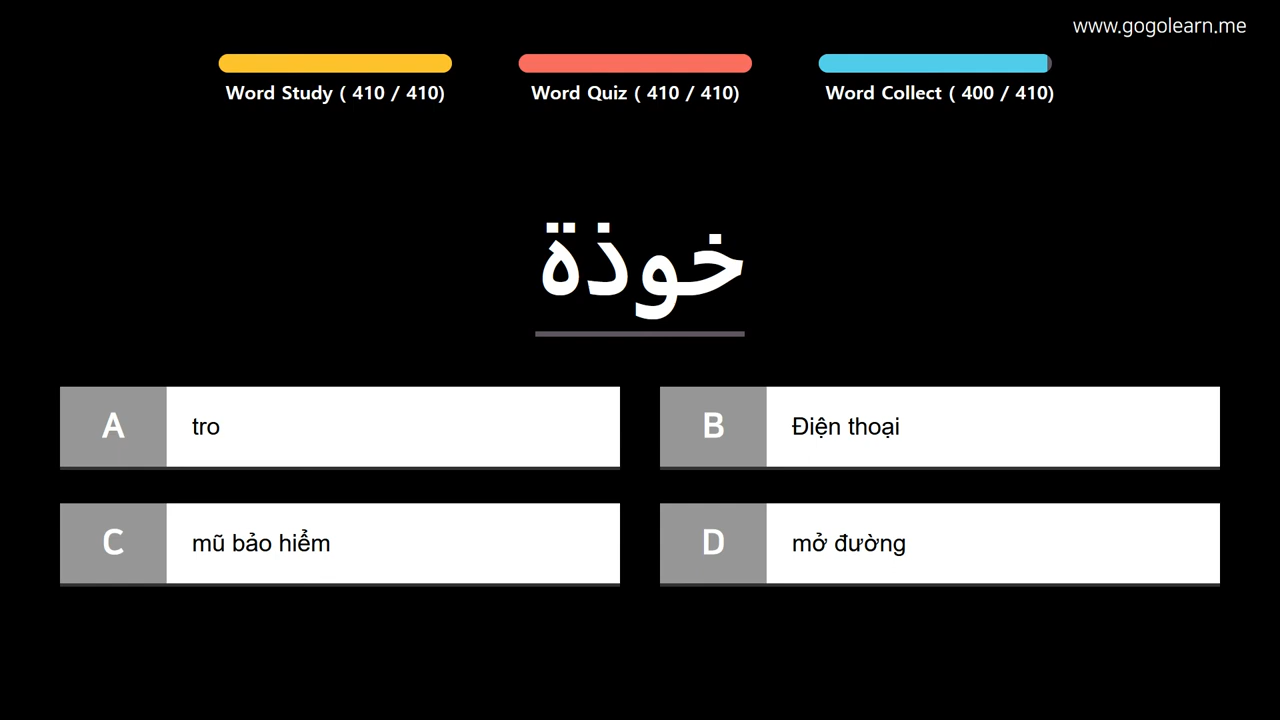 www.gogolearn.me
Word Study ( 410 / 410)
Word Quiz ( 410 / 410)
Word Collect ( 400 / 410)
خوذة
A
tro
B
Điện thoại
C
mũ bảo hiểm
D
mở đường